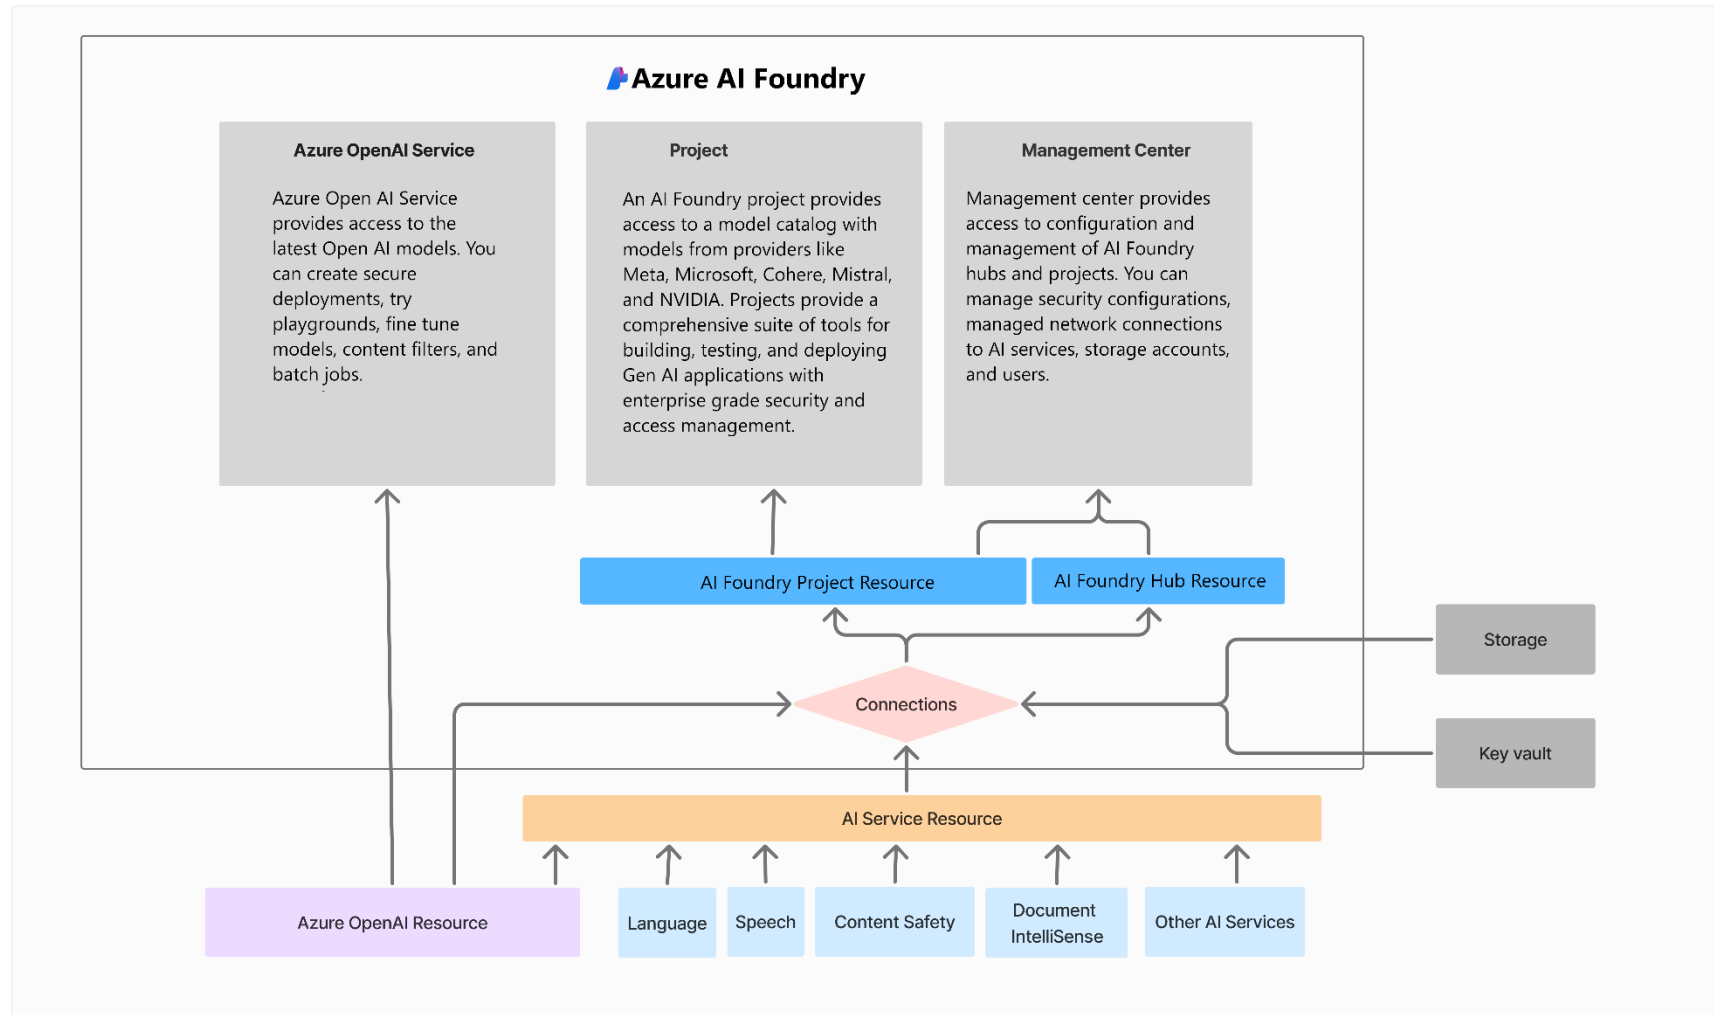 Azure AI Foundry
Azure OpenAI Service
Azure Open AI Service
provides access to the
latest Open AI models. You
can create secure
deployments, try
playgrounds, fine tune
models, content filters, and
batch jobs.
Project
An AI Foundry project provides
access to a model catalog with
models from providers like
Meta, Microsoft, Cohere, Mistral,
and NVIDIA. Projects provide a
comprehensive suite of tools for
building, testing, and deploying
Gen AI applications with
enterprise grade security and
access management.
Management Center
Management center provides
access to configuration and
management of AI Foundry
hubs and projects. You can
manage security configurations,
managed network connections
to AI services, storage accounts,
and users.
AI Foundry Project Resource
AI Foundry Hub Resource
Storage
Connections
Key vault
AI Service Resource
Azure OpenAI Resource
Language
Speech
Content Safety
Document
IntelliSense
Other AI Services